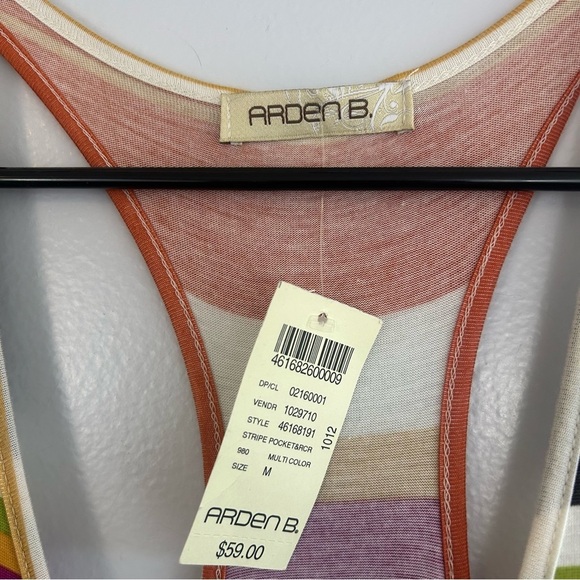 ARDEN B.
461682600009
DP/CL 02160001
VENDR 1029710
STYLE 46168191
1012
STRIPE POCKET&RCR
980 MULTI COLOR
SIZE M
ARDEN B.
$59.00